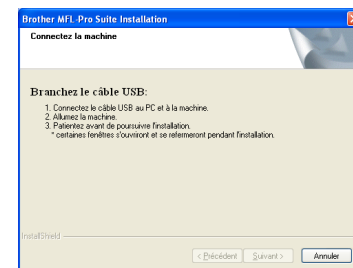 Brother MFL-Pro Suite Installation
Connectez la machine
Branchez le câble USB:
1. Connectez le câble USB au PC et à la machine.
2. Allumez la machine.
3. Patientez avant de poursuivre l'installation.
* certaines fenêtres s'ouvriront et se refermeront pendant l'installation.
InstallShield
< Précédent
Suivant >
Annuler